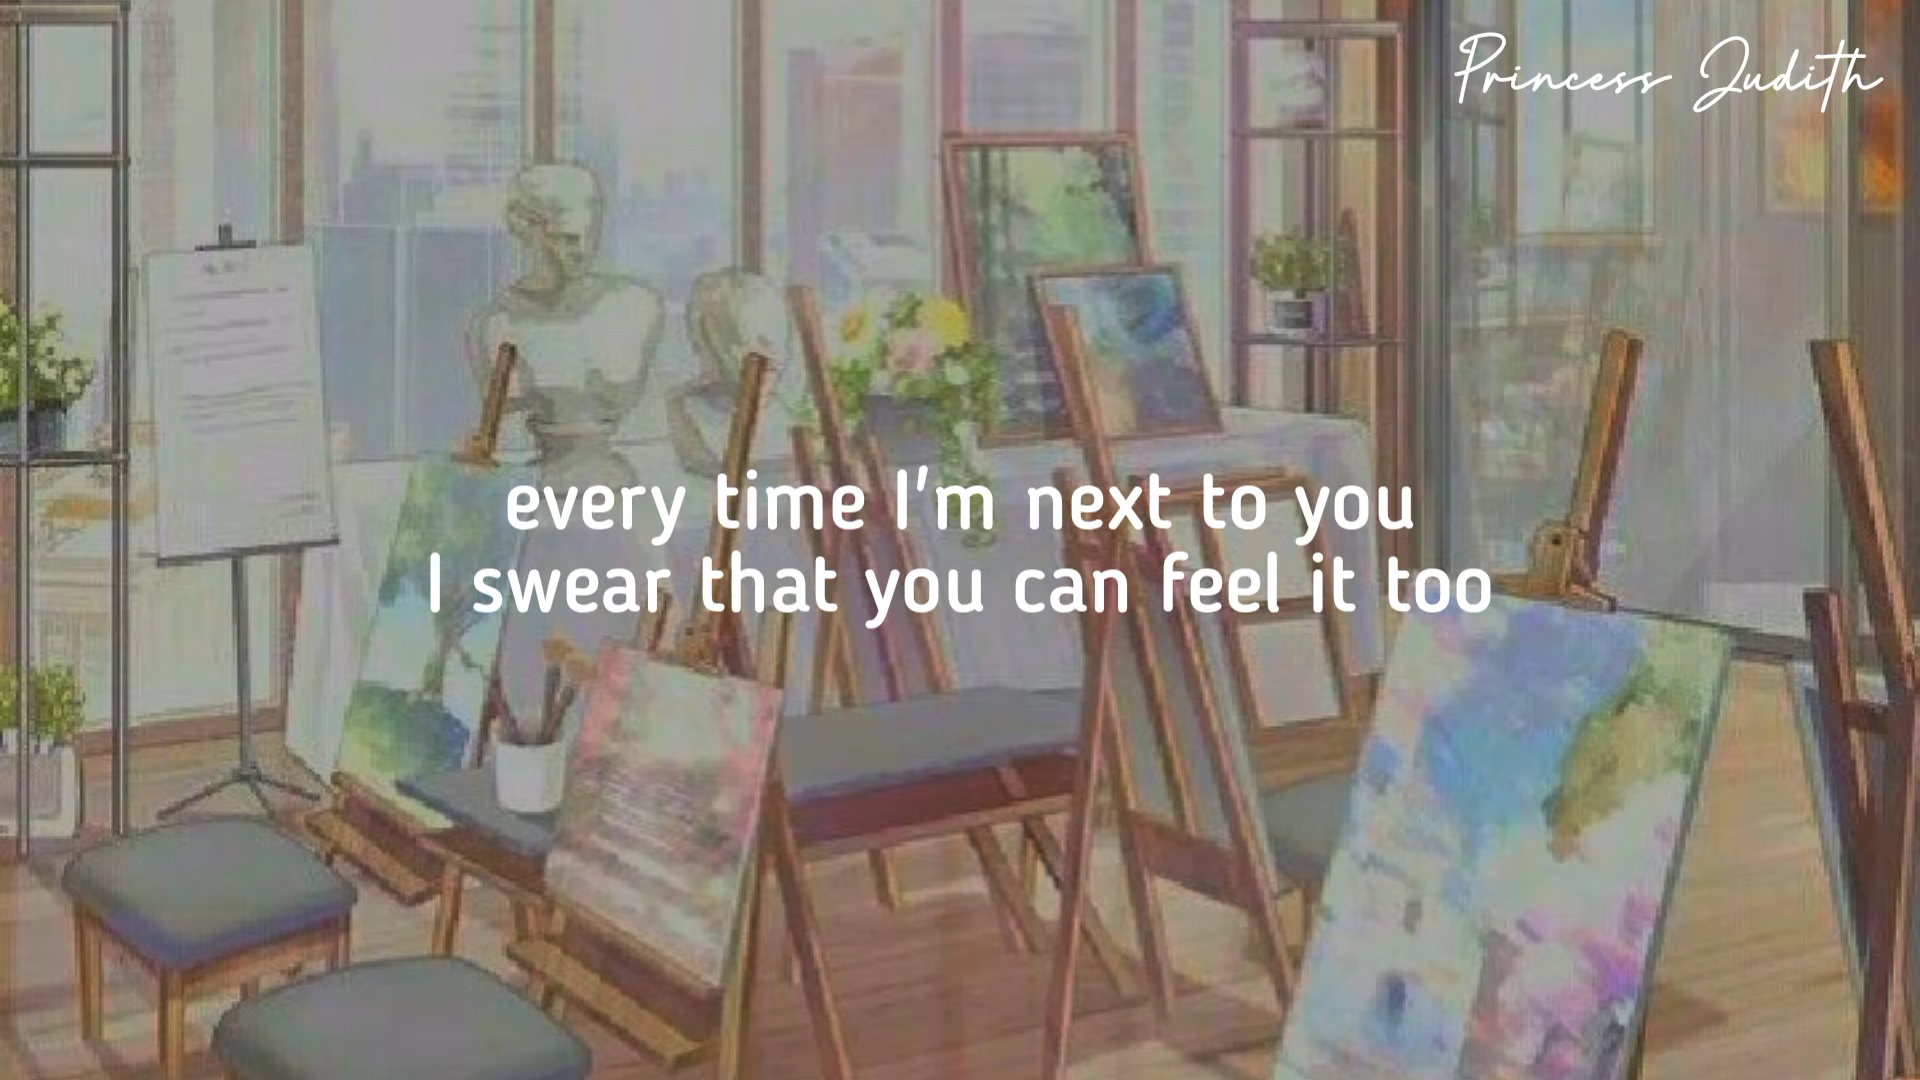 Princess Judith
every time I'm next to you
I swear that you can feel it too